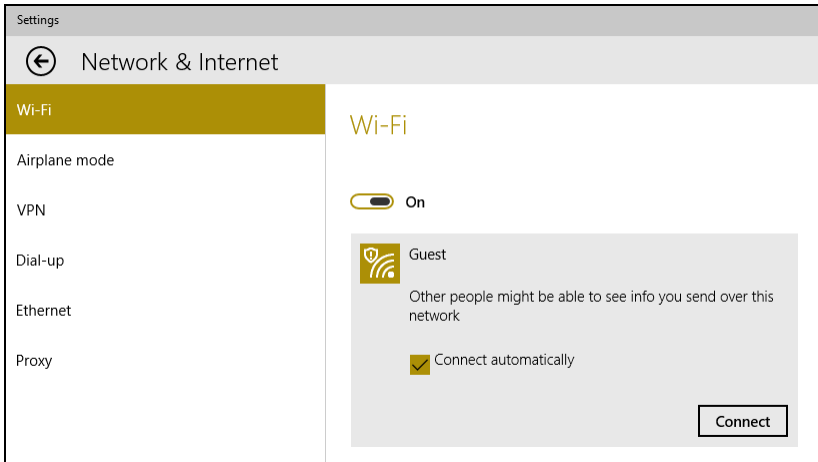 Settings
Network & Internet
Wi-Fi
Airplane mode
VPN
Dial-up
Ethernet
Proxy
Wi-Fi
On
Guest
Other people might be able to see info you send over this
network
Connect automatically
Connect